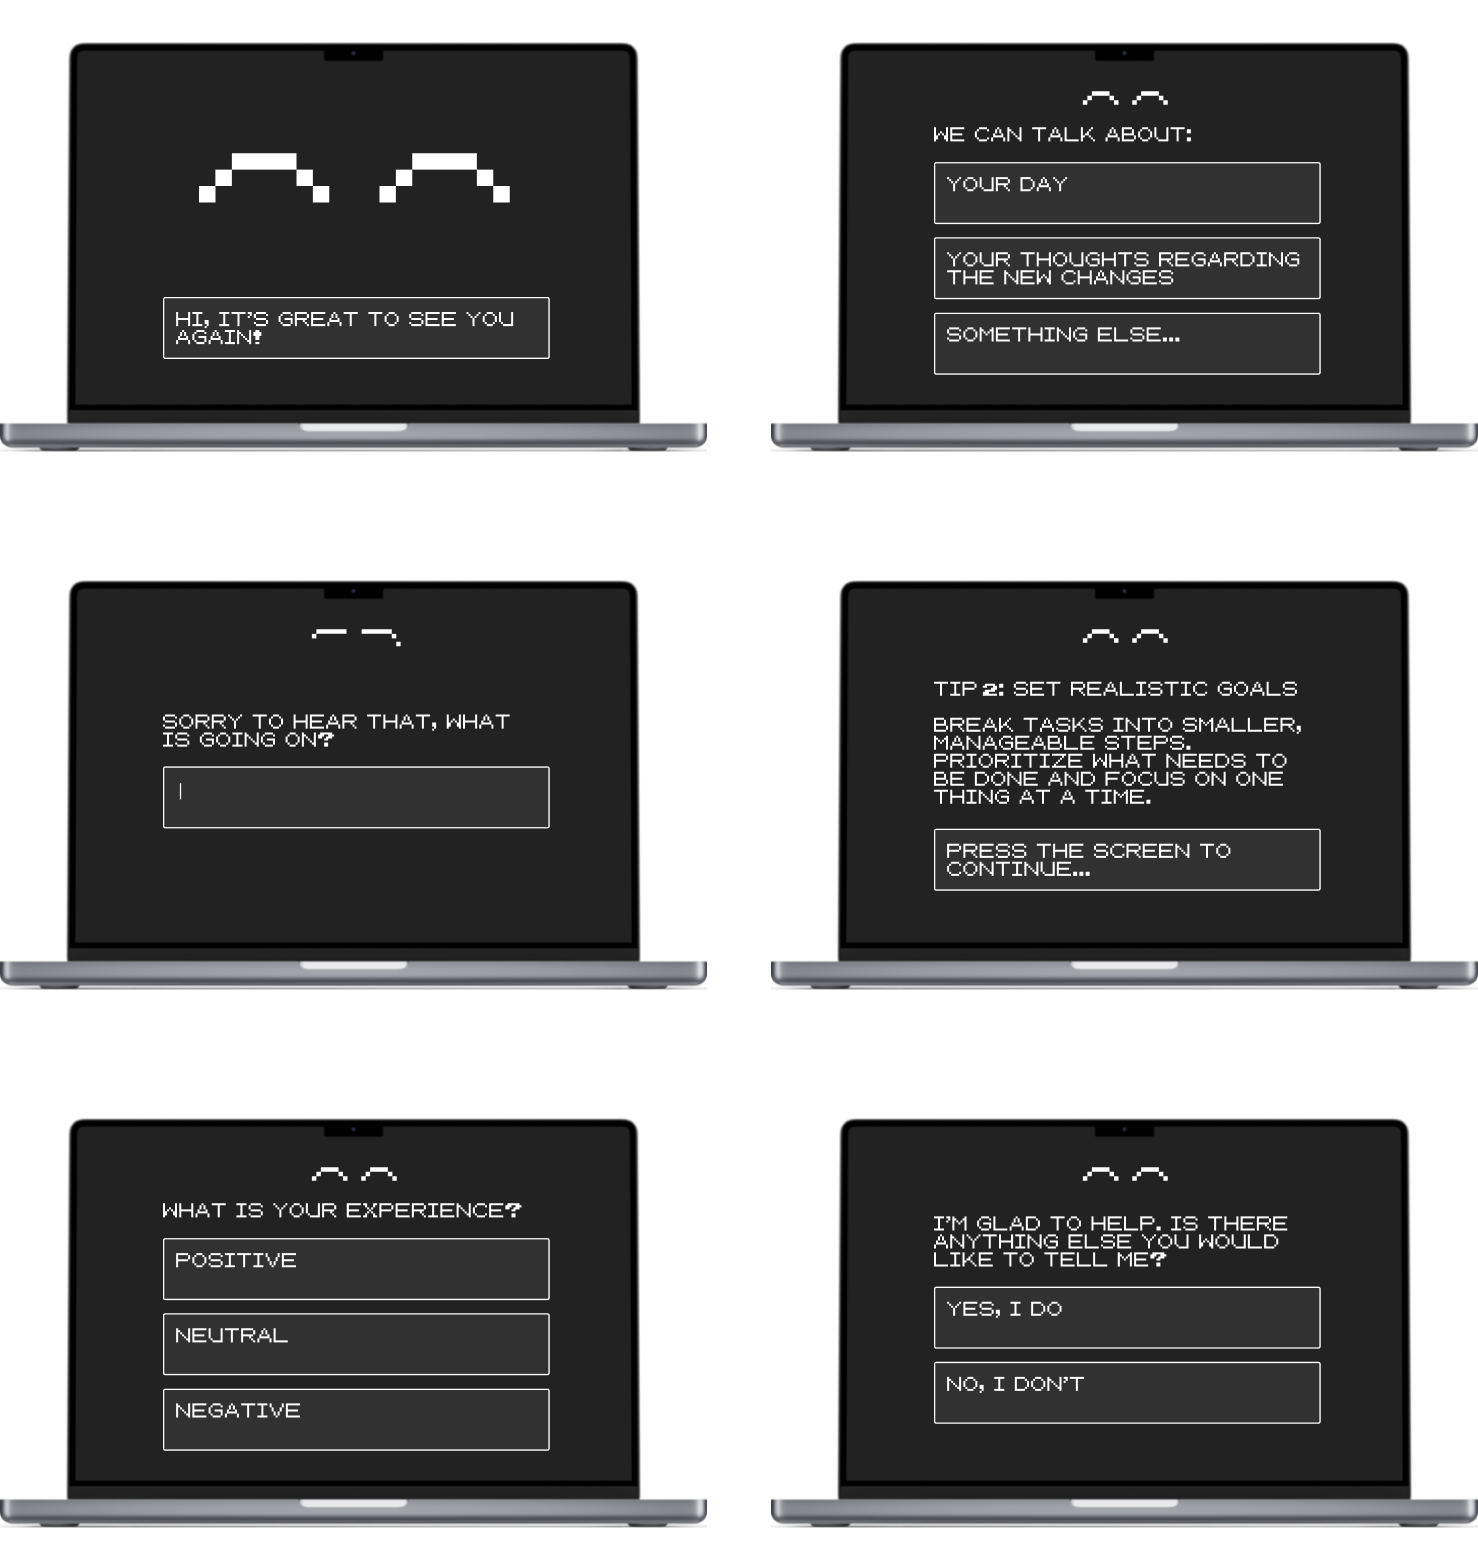 HI, IT'S GREAT TO SEE YOU
AGAIN!
WE CAN TALK ABOUT:
YOUR DAY
YOUR THOUGHTS REGARDING
THE NEW CHANGES
SOMETHING ELSE...
SORRY TO HEAR THAT, WHAT
IS GOING ON?
TIP 2: SET REALISTIC GOALS
BREAK TASKS INTO SMALLER,
MANAGEABLE STEPS.
PRIORITIZE WHAT NEEDS TO
BE DONE AND FOCUS ON ONE
THING AT A TIME.
PRESS THE SCREEN TO
CONTINUE...
WHAT IS YOUR EXPERIENCE?
POSITIVE
NEUTRAL
NEGATIVE
I'M GLAD TO HELP. IS THERE
ANYTHING ELSE YOU WOULD
LIKE TO TELL ME?
YES, I DO
NO, I DON'T